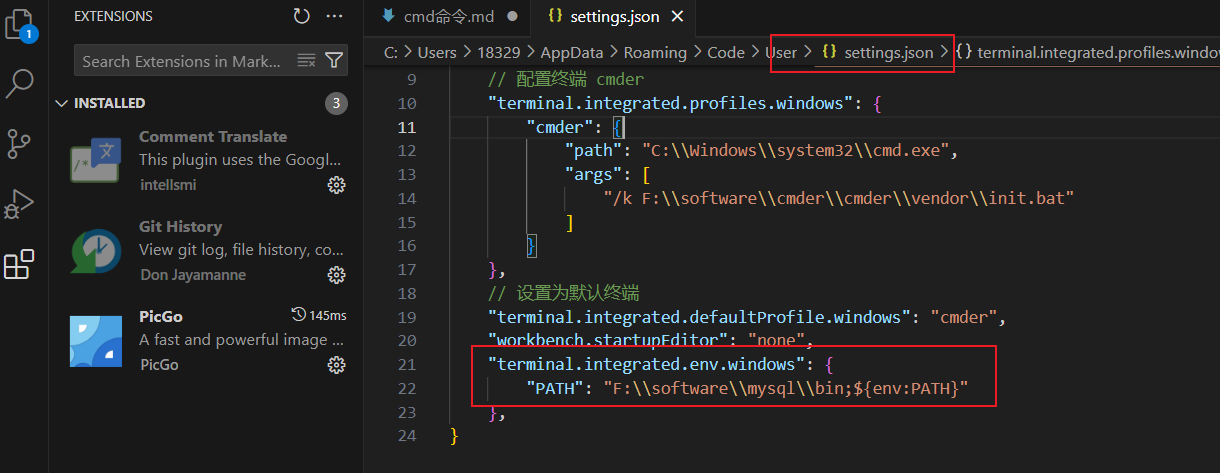 EXTENSIONS
Search Extensions in Mark...
INSTALLED
3
1
Comment Translate
This plugin uses the Googl...
intellsmi
Git History
View git log, file history, co...
Don Jayamanne
PicGo
145ms
A fast and powerful image ...
PicGo
cmd命令.md
{} settings.json
C: > Users > 18329 > AppData > Roaming > Code > User > {} settings.json > {} terminal.integrated.profiles.windo
9 // 配置终端 cmder
10 "terminal.integrated.profiles.windows": {
11 "cmder": {
12 "path": "C:\\Windows\\system32\\cmd.exe",
13 "args": [
14 "/k F:\\software\\cmder\\cmder\\vendor\\init.bat"
15 ]
16 }
17 },
18 // 设置为默认终端
19 "terminal.integrated.defaultProfile.windows": "cmder",
20 "workbench.startupEditor": "none",
21 "terminal.integrated.env.windows": {
22 "PATH": "F:\\software\\mysql\\bin;${env:PATH}"
23 },
24 }